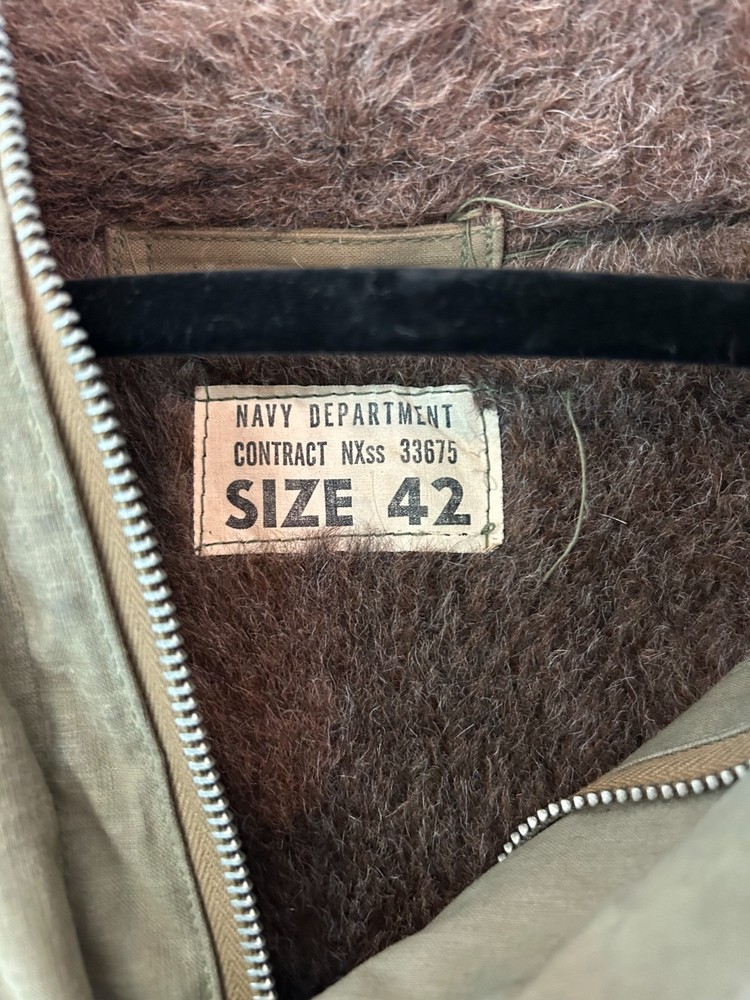 NAVY DEPARTMENT
CONTRACT NXss 33675
SIZE 42